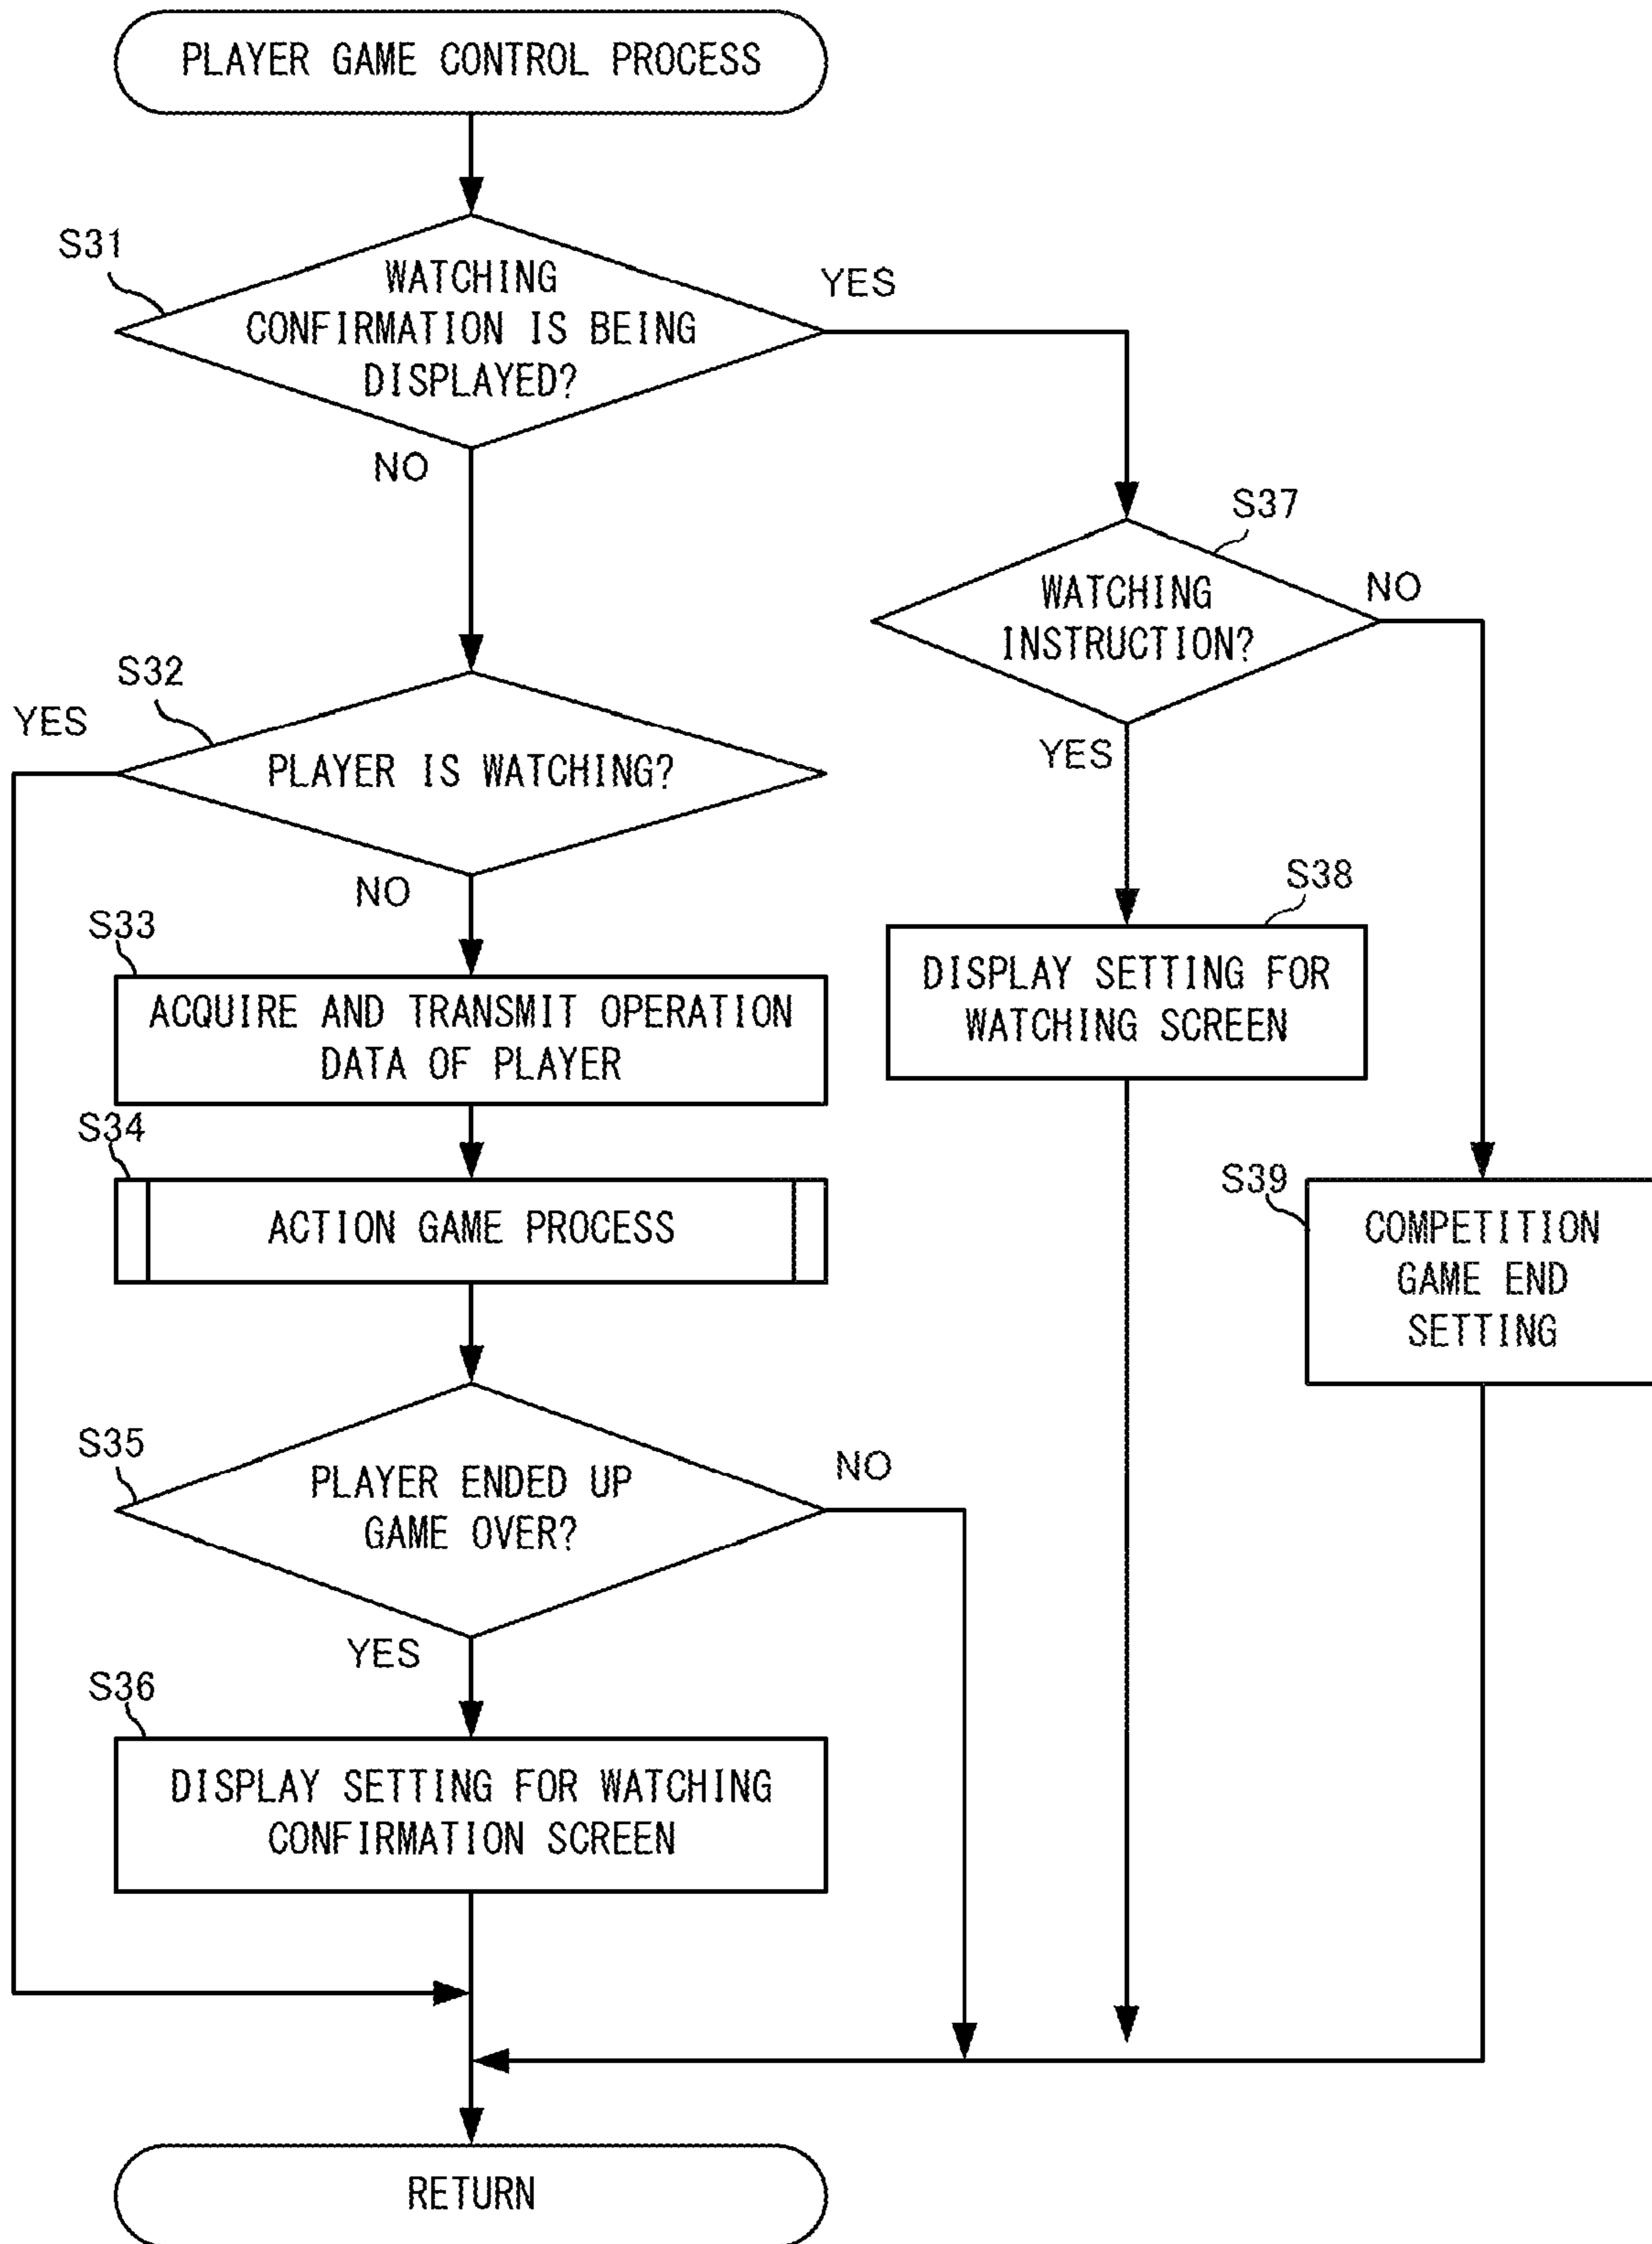 PLAYER GAME CONTROL PROCESS
S31
WATCHING
CONFIRMATION IS BEING
DISPLAYED?
YES
NO
S37
WATCHING
INSTRUCTION?
NO
YES
S32
YES
PLAYER IS WATCHING?
NO
S38
DISPLAY SETTING FOR
WATCHING SCREEN
S33
ACQUIRE AND TRANSMIT OPERATION
DATA OF PLAYER
S34
ACTION GAME PROCESS
S39
COMPETITION
GAME END
SETTING
S35
PLAYER ENDED UP
GAME OVER?
NO
YES
S36
DISPLAY SETTING FOR WATCHING
CONFIRMATION SCREEN
RETURN